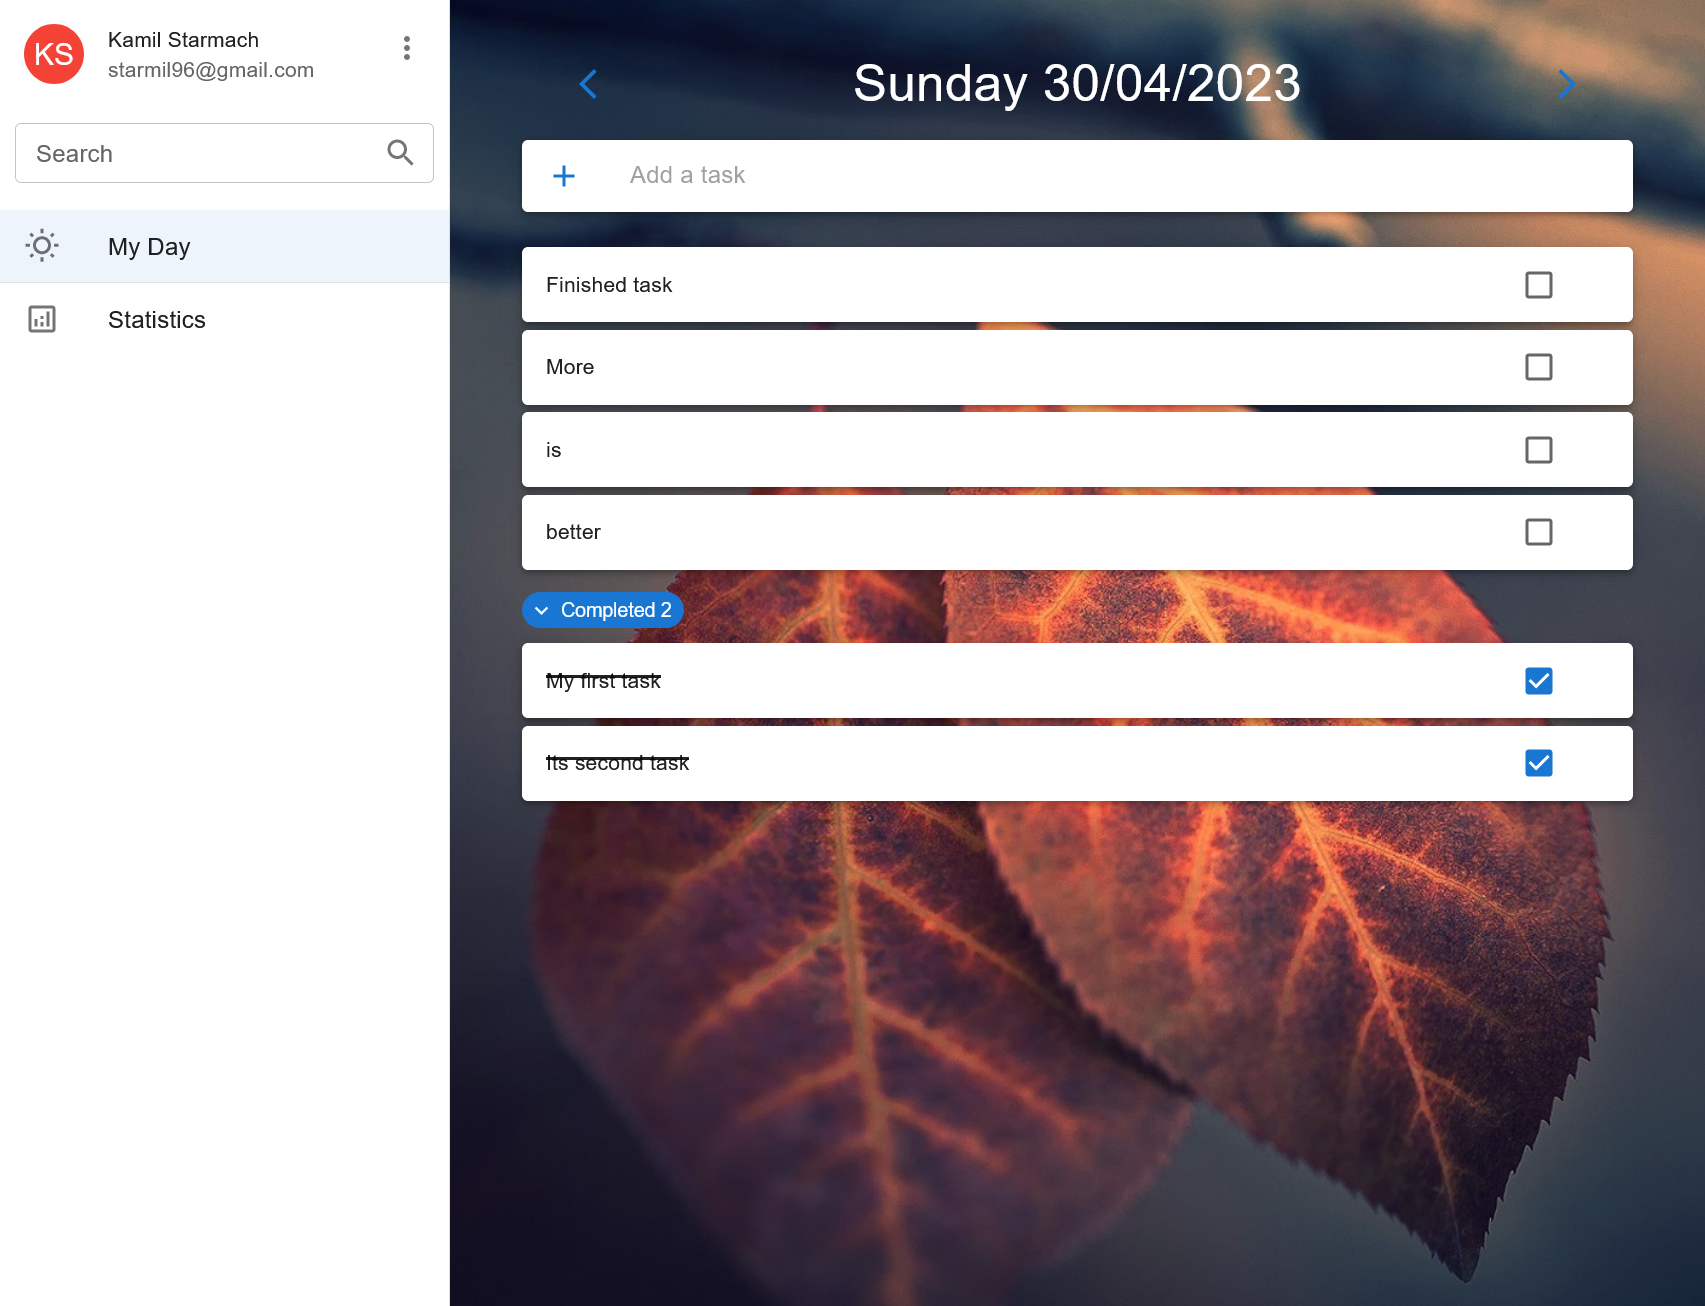 KS
Kamil Starmach
starmil96@gmail.com
Search
My Day
Statistics
Sunday 30/04/2023
Add a task
Finished task
More
is
better
Completed 2
My first task
Its second task